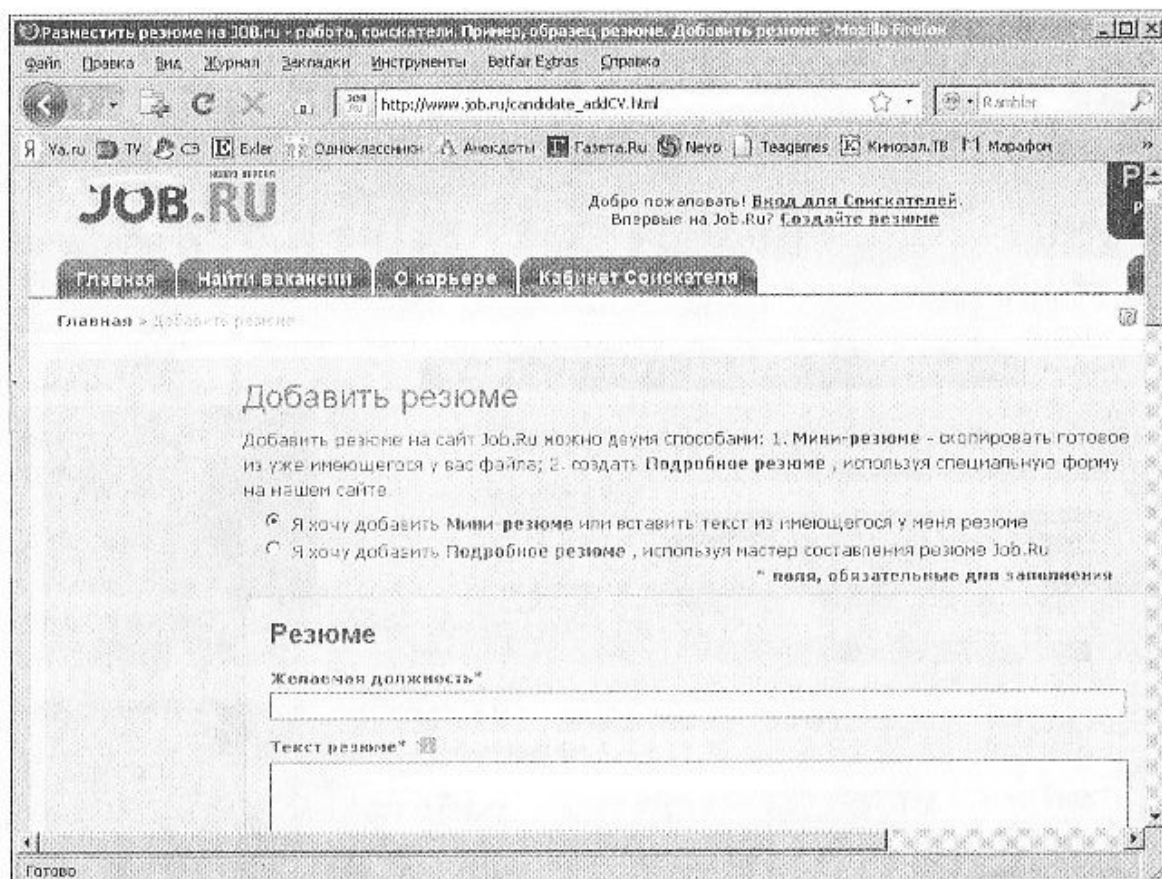 Разместить резюме на JOB.ru - работа, соискатели. Пример, образец резюме. Добавить резюме - Mozilla Firefox
Файл Правка Вид Журнал Закладки Инструменты Betfair Extras Справка
JOB RU http://www.job.ru/candidate_addCV.html Rambler
Ya.ru TV СЭ Exler Одноклассники Анекдоты Газета.Ru Nevo Teagames Кинозал.ТВ Марафон
НОВАЯ ВЕРСИЯ
JOB.RU
Добро пожаловать! Вход для Соискателей.
Впервые на Job.Ru? Создайте резюме
Главная Найти вакансии О карьере Кабинет Соискателя
Главная » Добавить резюме
Добавить резюме
Добавить резюме на сайт Job.Ru можно двумя способами: 1. Мини-резюме - скопировать готовое
из уже имеющегося у вас файла; 2. создать Подробное резюме , используя специальную форму
на нашем сайте
Я хочу добавить Мини-резюме или вставить текст из имеющегося у меня резюме
Я хочу добавить Подробное резюме , используя мастер составления резюме Job.Ru
* поля, обязательные для заполнения
Резюме
Желаемая должность*
Текст резюме*
Готово